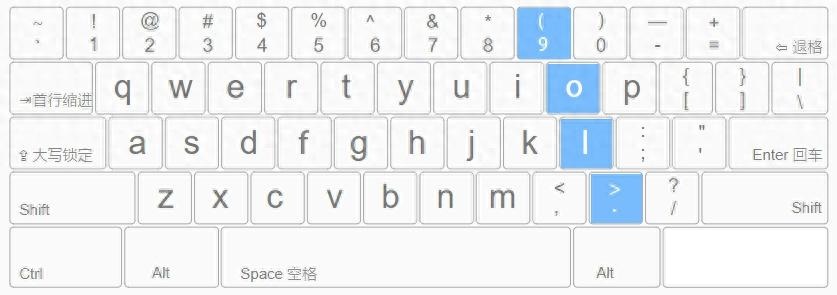 ~ ! @ # $ % ^ & * ( ) — +
` 1 2 3 4 5 6 7 8 9 0 - = ⇦ 退格
⇥首行缩进 q w e r t y u i o p { } |
[ ] \
⇪ 大写锁定 a s d f g h j k l : " Enter 回车
; '
Shift z x c v b n m < > ? Shift
, . /
Ctrl Alt Space 空格 Alt